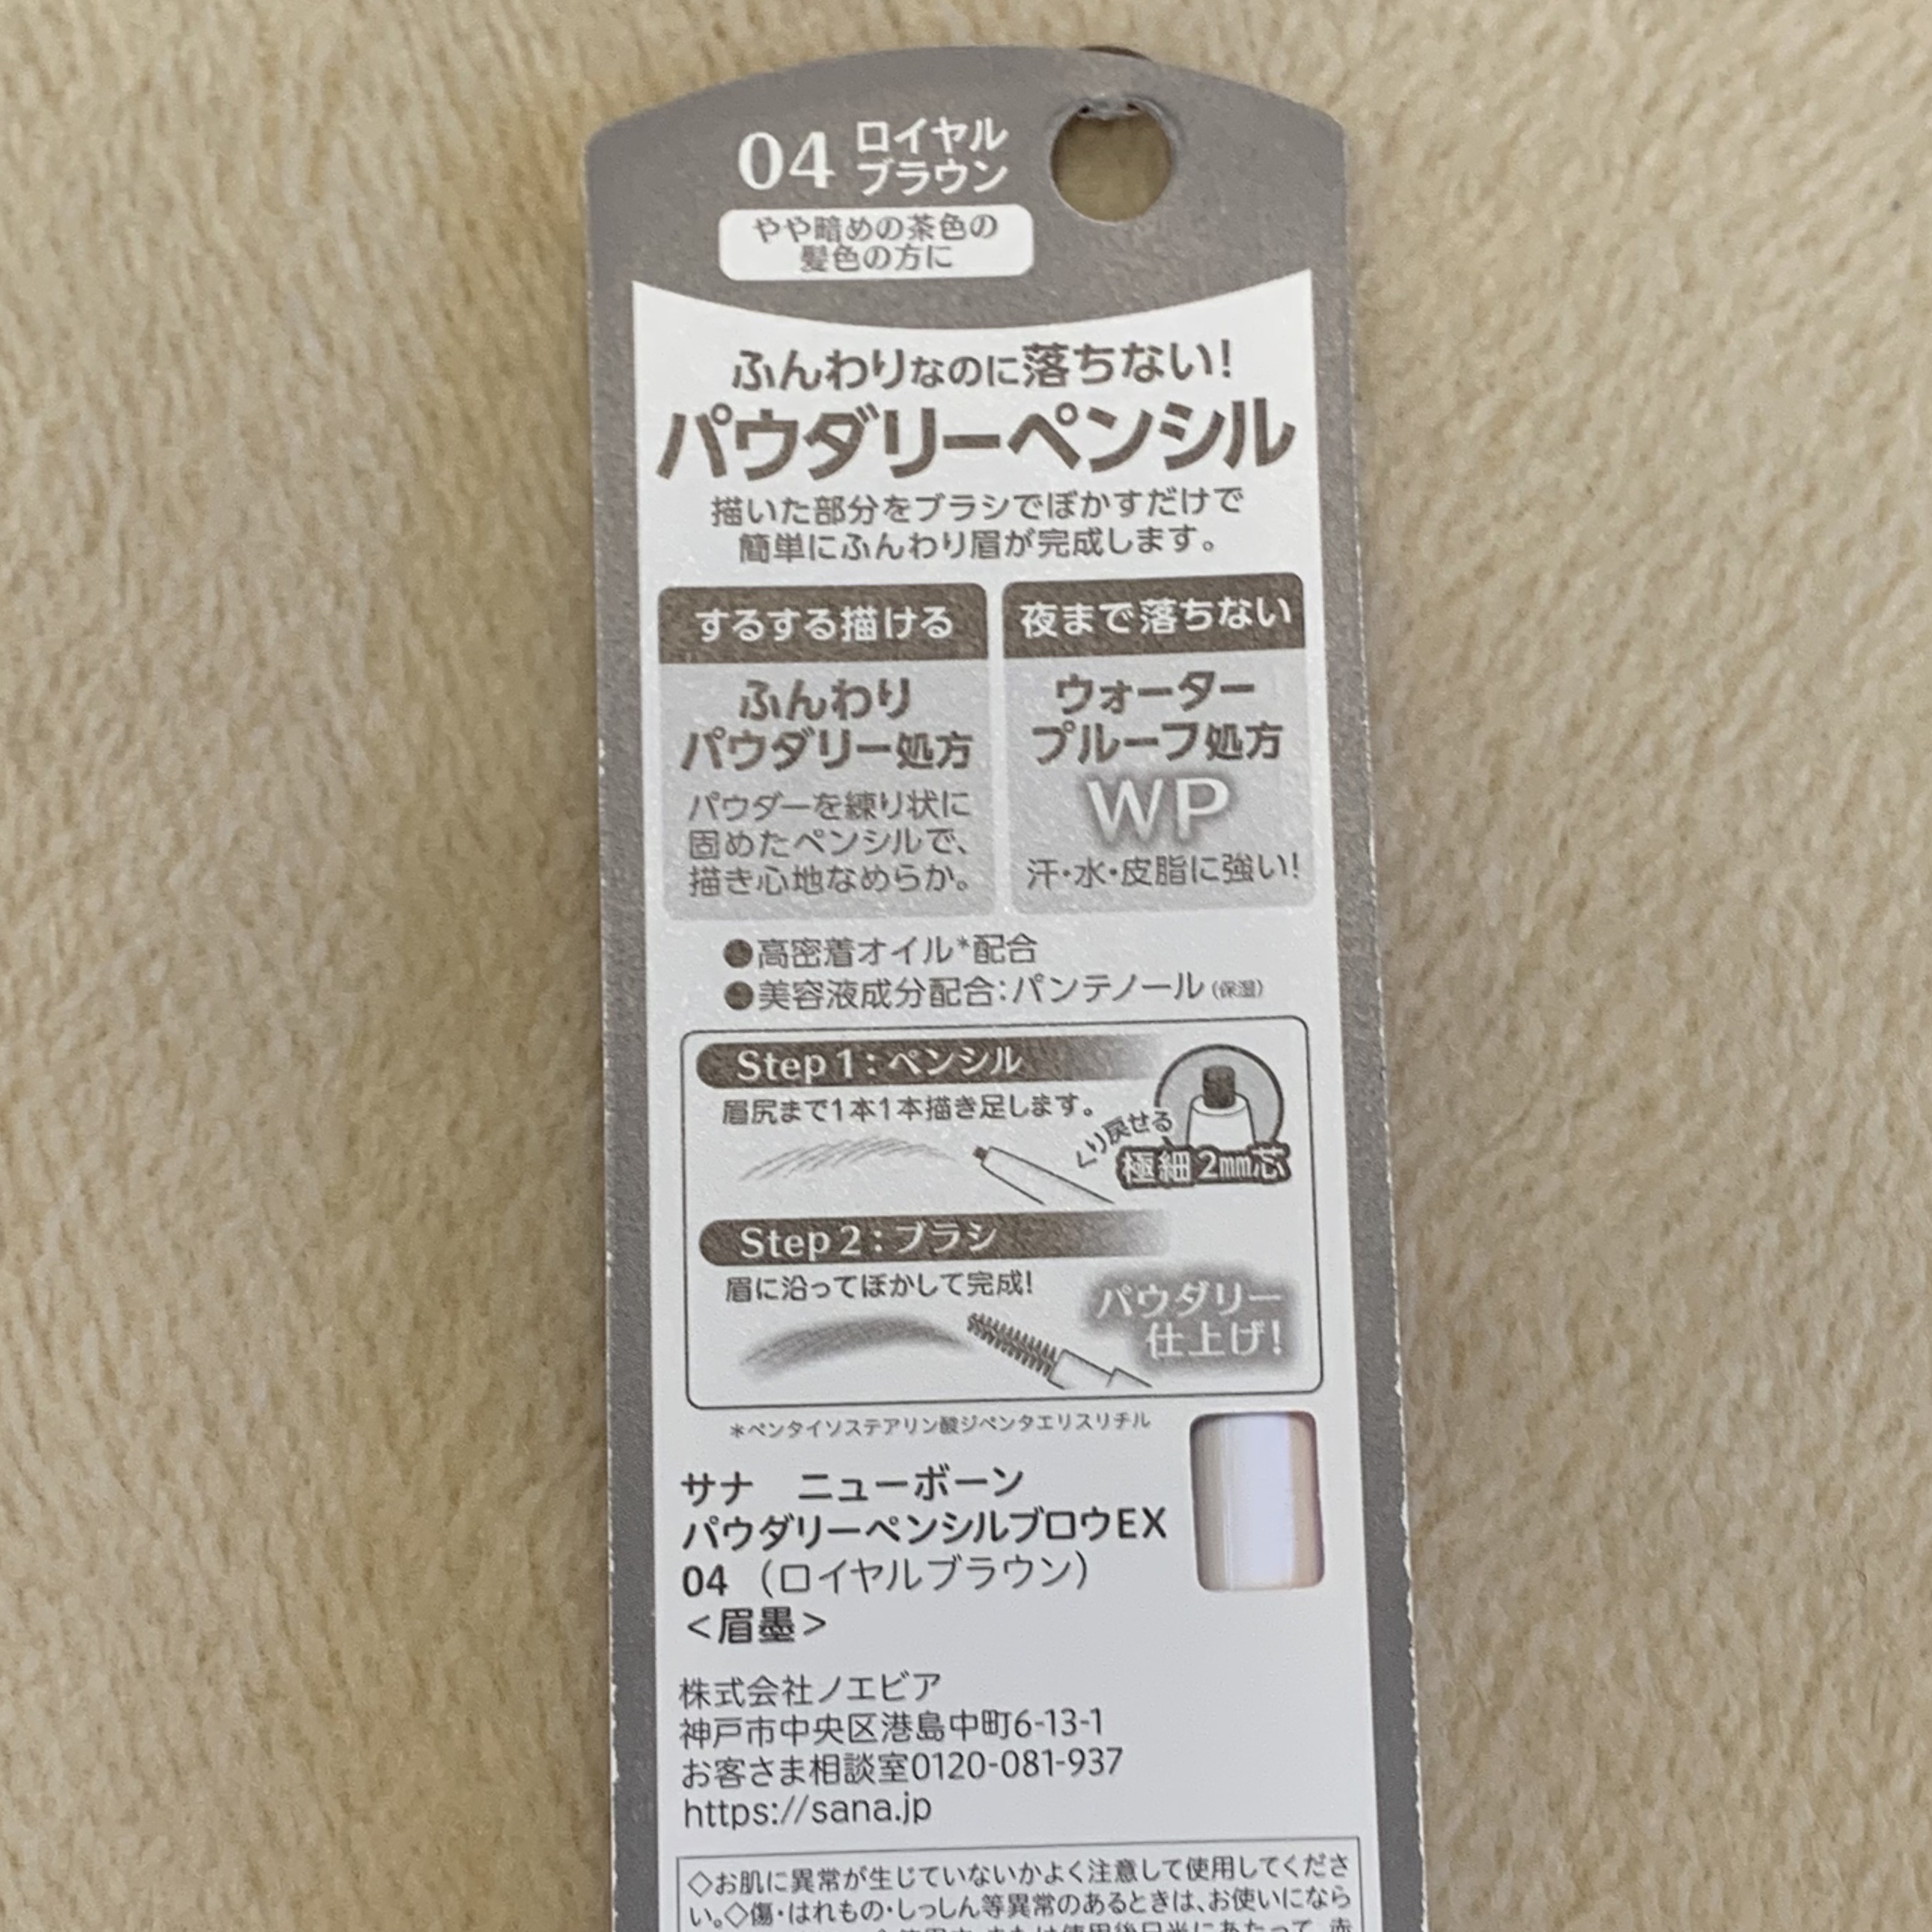 04 ロイヤル
ブラウン
やや暗めの茶色の
髪色の方に
ふんわりなのに落ちない!
パウダリーペンシル
描いた部分をブラシでぼかすだけで
簡単にふんわり眉が完成します。
するする描ける
ふんわり
パウダリー処方
パウダーを練り状に
固めたペンシルで、
描き心地なめらか。
夜まで落ちない
ウォーター
プルーフ処方
WP
汗・水・皮脂に強い!
●高密着オイル*配合
●美容液成分配合:パンテノール(保湿)
Step 1:ペンシル
眉尻まで1本1本描き足します。
くり戻せる
極細2mm芯
Step 2:ブラシ
眉に沿ってぼかして完成!
パウダリー
仕上げ!
*ペンタイソステアリン酸ジペンタエリスリチル
サナ ニューボーン
パウダリーペンシルブロウEX
04 (ロイヤルブラウン)
<眉墨>
株式会社ノエビア
神戸市中央区港島中町6-13-1
お客さま相談室0120-081-937
https://sana.jp
◇お肌に異常が生じていないかよく注意して使用してくださ
い。◇傷・はれもの・しっしん等異常のあるときは、お使いになら
使用後日光にあたって、赤